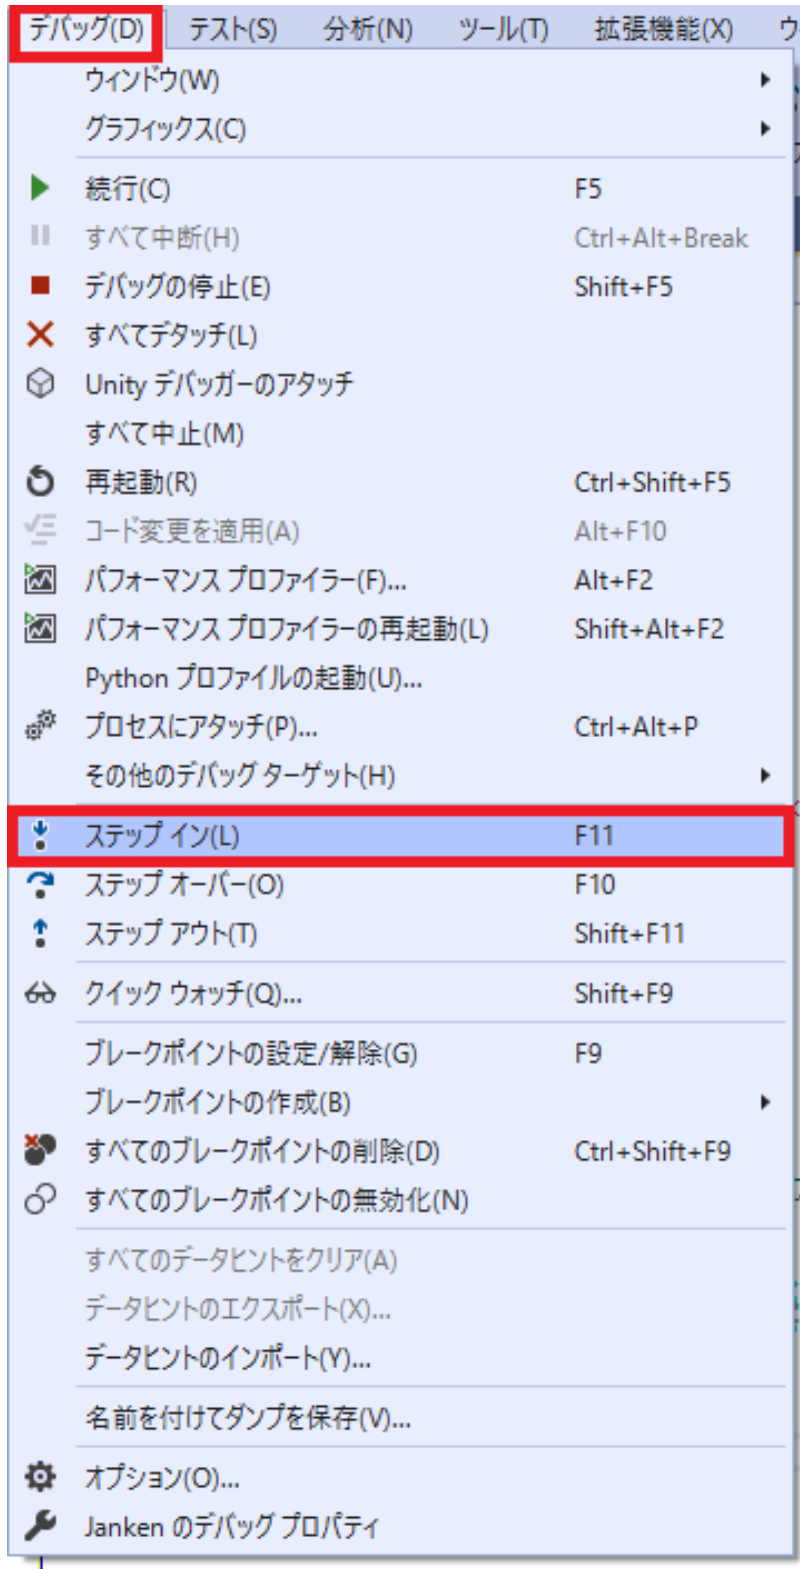 デバッグ(D) テスト(S) 分析(N) ツール(T) 拡張機能(X)
ウィンドウ(W)
グラフィックス(C)
続行(C) F5
すべて中断(H) Ctrl+Alt+Break
デバッグの停止(E) Shift+F5
すべてデタッチ(L)
Unity デバッガーのアタッチ
すべて中止(M)
再起動(R) Ctrl+Shift+F5
コード変更を適用(A) Alt+F10
パフォーマンス プロファイラー(F)... Alt+F2
パフォーマンス プロファイラーの再起動(L) Shift+Alt+F2
Python プロファイルの起動(U)...
プロセスにアタッチ(P)... Ctrl+Alt+P
その他のデバッグ ターゲット(H)
ステップ イン(L) F11
ステップ オーバー(O) F10
ステップ アウト(T) Shift+F11
クイック ウォッチ(Q)... Shift+F9
ブレークポイントの設定/解除(G) F9
ブレークポイントの作成(B)
すべてのブレークポイントの削除(D) Ctrl+Shift+F9
すべてのブレークポイントの無効化(N)
すべてのデータヒントをクリア(A)
データヒントのエクスポート(X)...
データヒントのインポート(Y)...
名前を付けてダンプを保存(V)...
オプション(O)...
Janken のデバッグ プロパティ